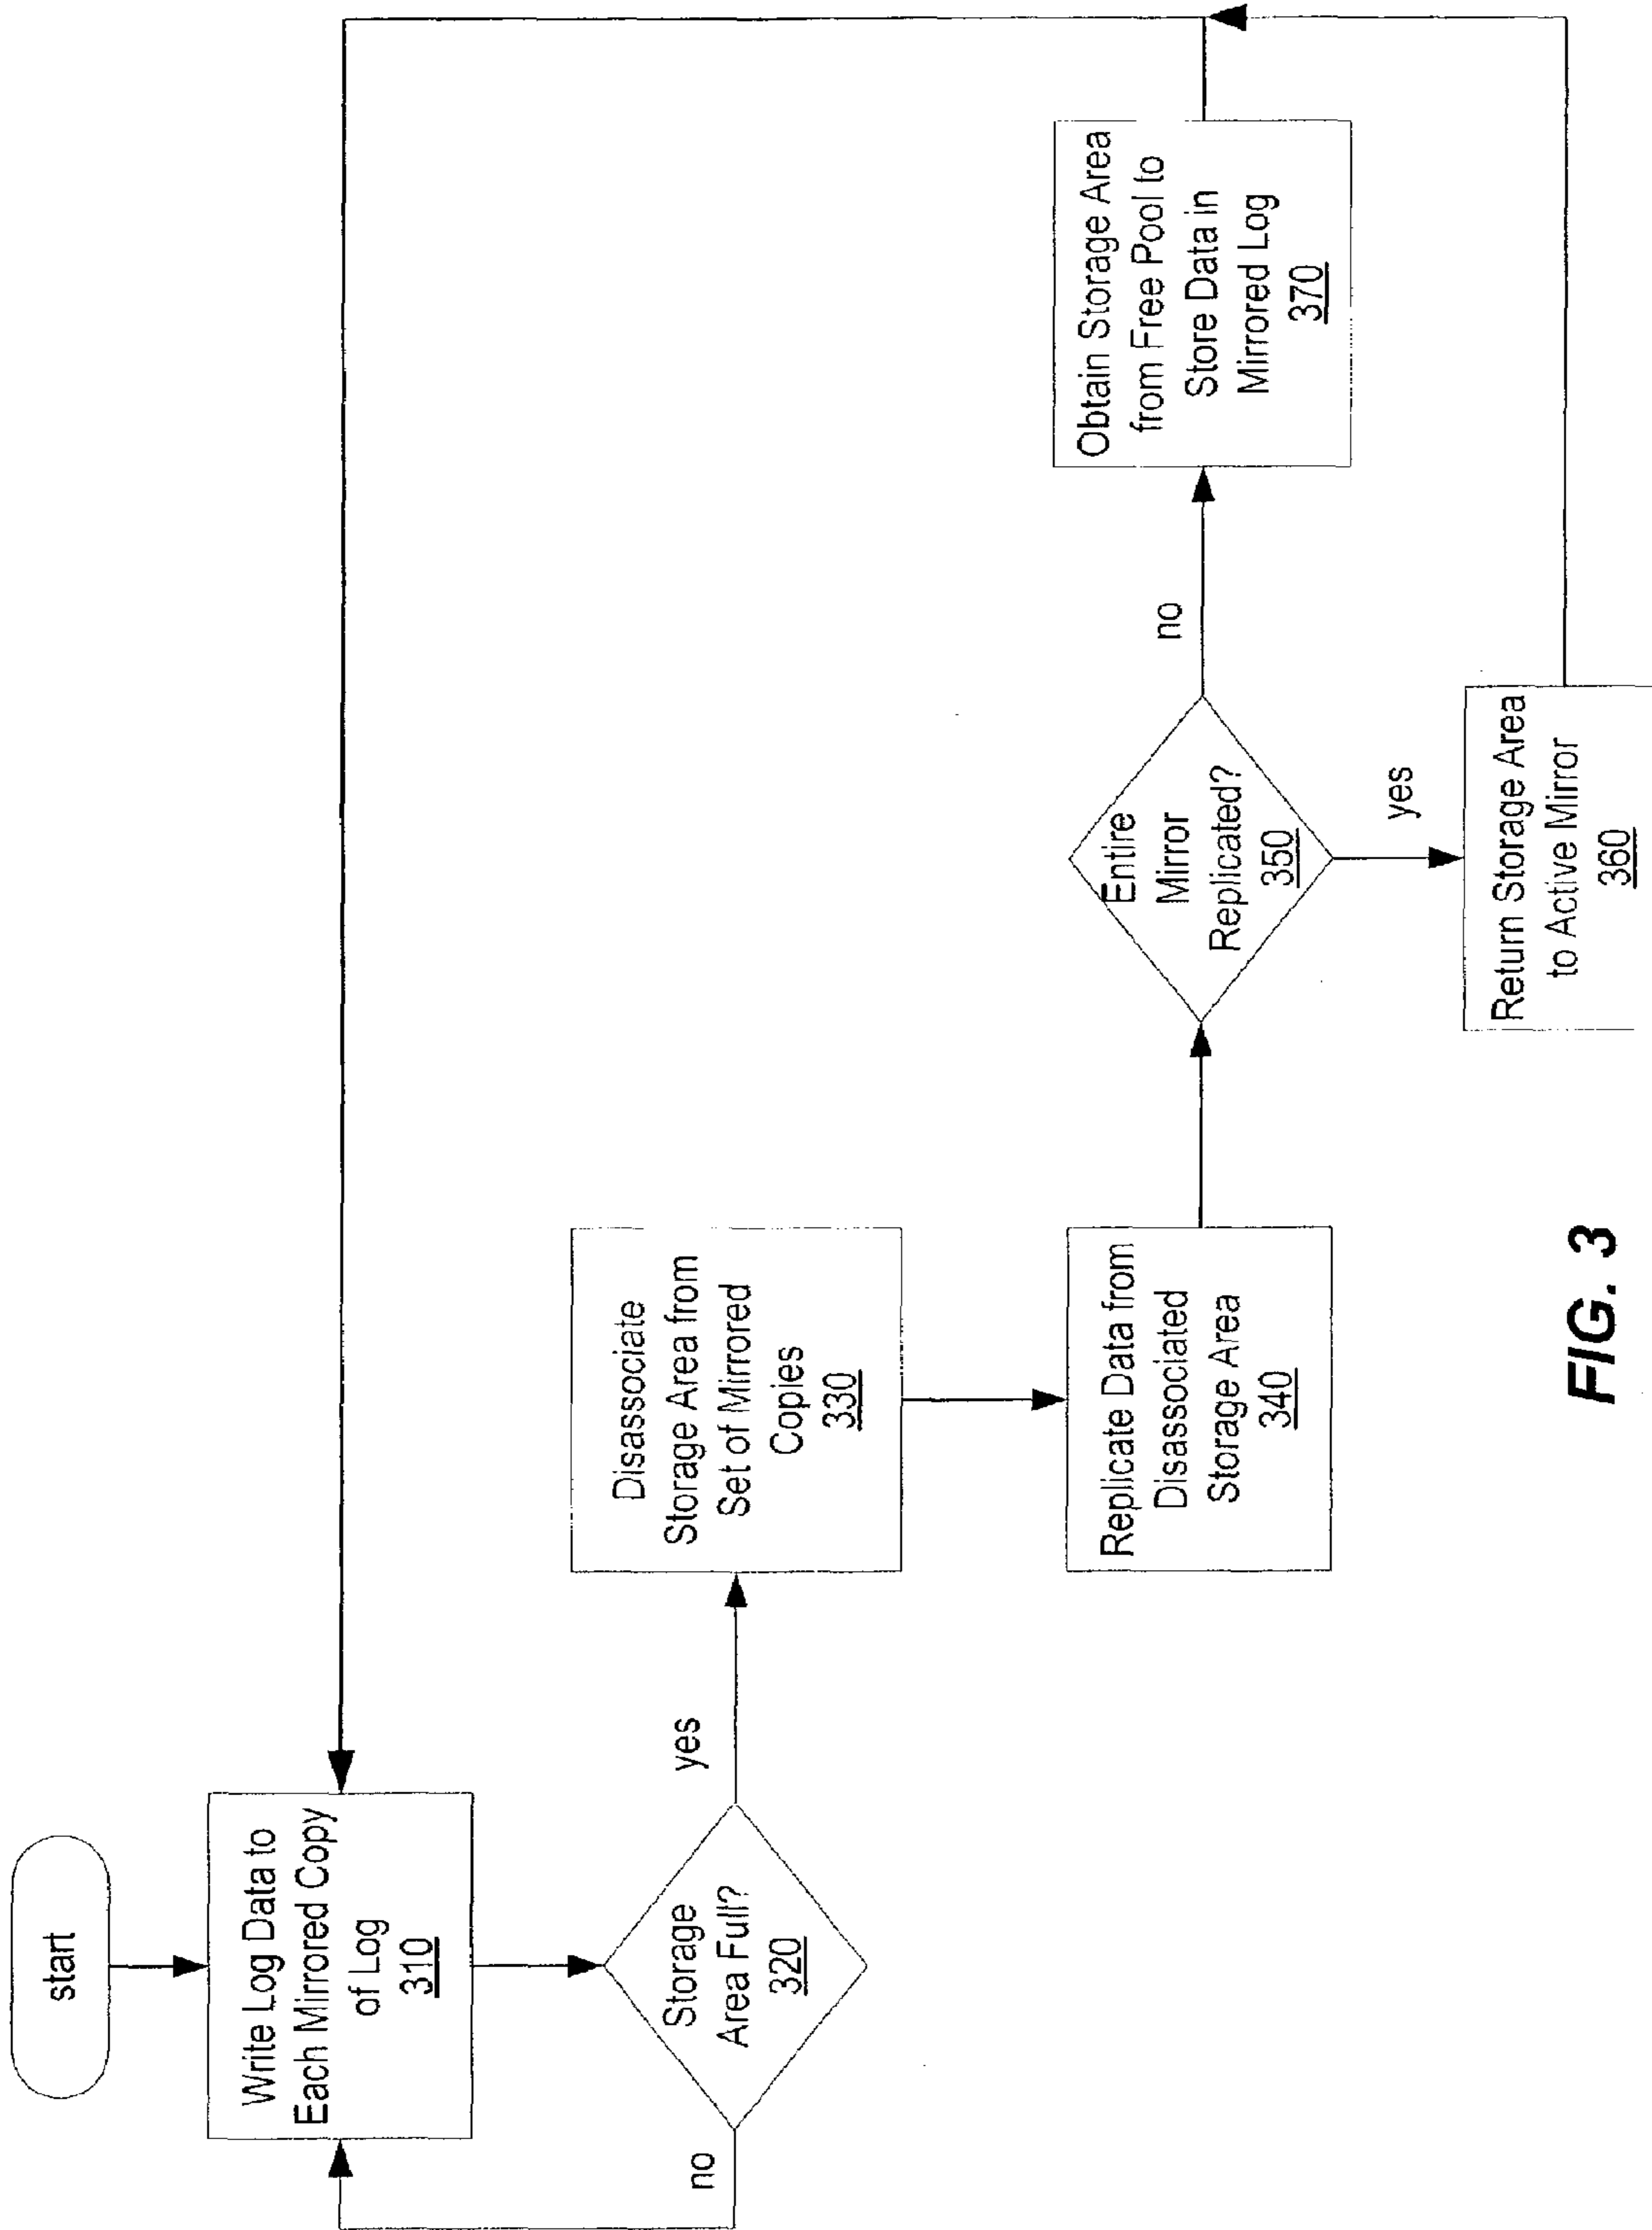 start
Write Log Data to
Each Mirrored Copy
of Log
310
Storage
Area Full?
320
no
yes
Disassociate
Storage Area from
Set of Mirrored
Copies
330
Replicate Data from
Disassociated
Storage Area
340
Entire
Mirror
Replicated?
350
no
yes
Obtain Storage Area
from Free Pool to
Store Data in
Mirrored Log
370
Return Storage Area
to Active Mirror
360
FIG. 3